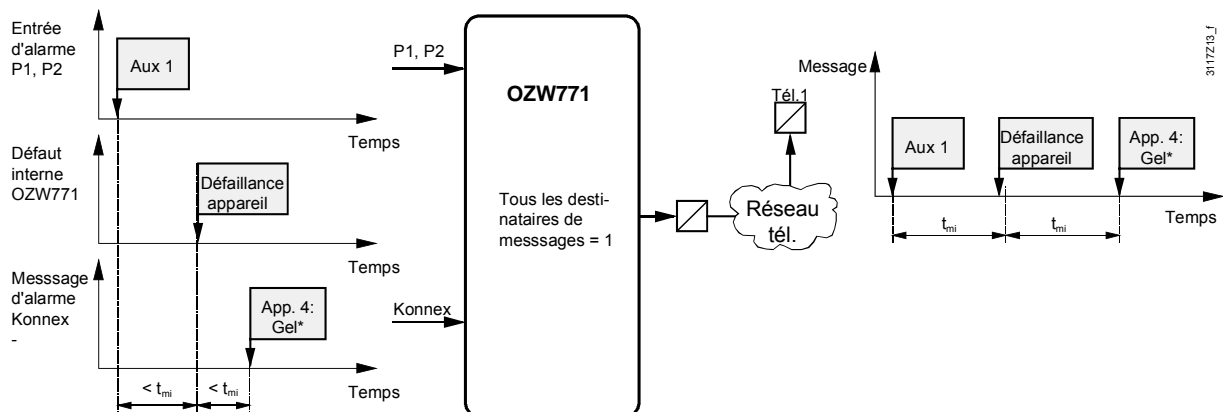 Entrée
d'alarme
P1, P2
Aux 1
Temps
Défaut
interne
OZW771
Défaillance
appareil
Temps
Messsage
d'alarme
Konnex
-
App. 4:
Gel*
Temps
< tmi
< tmi
P1, P2
Konnex
OZW771
Tous les desti-
nataires de
messsages = 1
Tél.1
Réseau
tél.
Message
Aux 1
Défaillance
appareil
App. 4:
Gel*
Temps
tmi
tmi
3117Z13_f